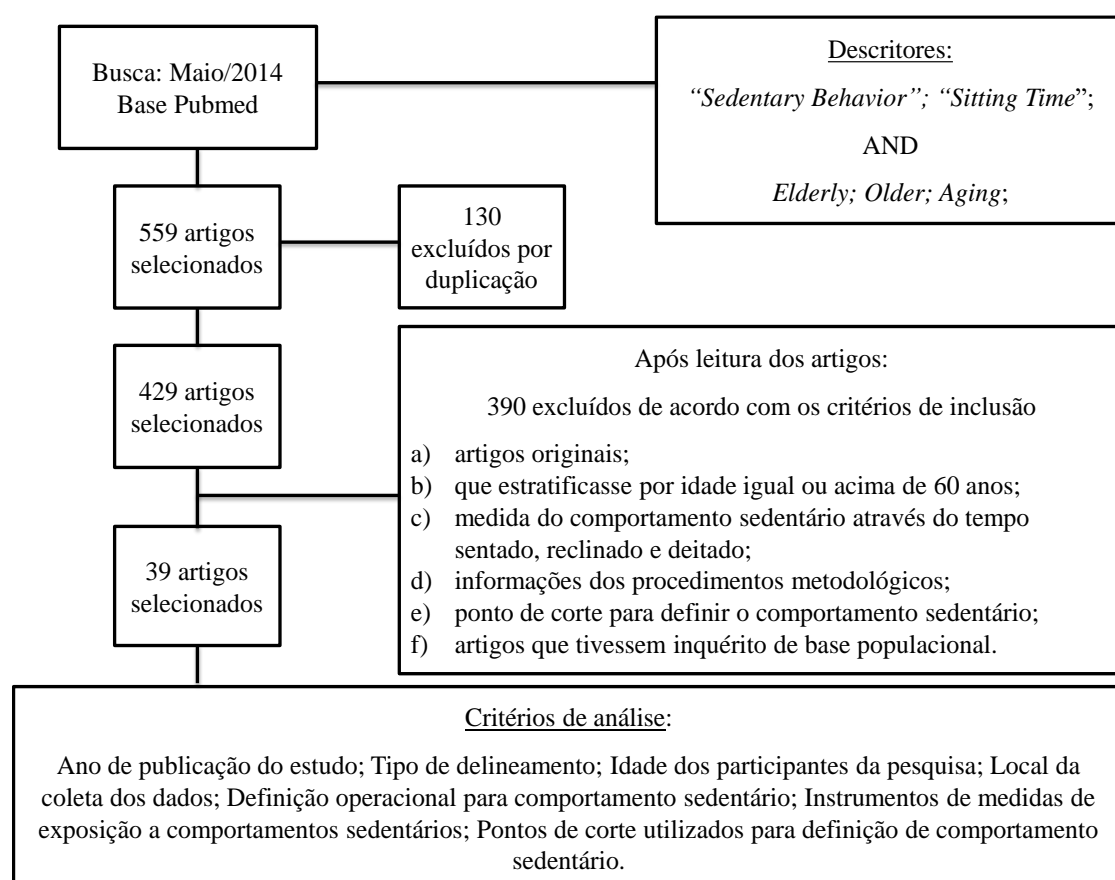 Busca: Maio/2014
Base Pubmed
Descritores:
“Sedentary Behavior”; “Sitting Time”;
AND
Elderly; Older; Aging;
559 artigos
selecionados
130
excluídos por
duplicação
429 artigos
selecionados
Após leitura dos artigos:
390 excluídos de acordo com os critérios de inclusão
a) artigos originais;
b) que estratificasse por idade igual ou acima de 60 anos;
c) medida do comportamento sedentário através do tempo
sentado, reclinado e deitado;
d) informações dos procedimentos metodológicos;
e) ponto de corte para definir o comportamento sedentário;
f) artigos que tivessem inquérito de base populacional.
39 artigos
selecionados
Critérios de análise:
Ano de publicação do estudo; Tipo de delineamento; Idade dos participantes da pesquisa; Local da
coleta dos dados; Definição operacional para comportamento sedentário; Instrumentos de medidas de
exposição a comportamentos sedentários; Pontos de corte utilizados para definição de comportamento
sedentário.